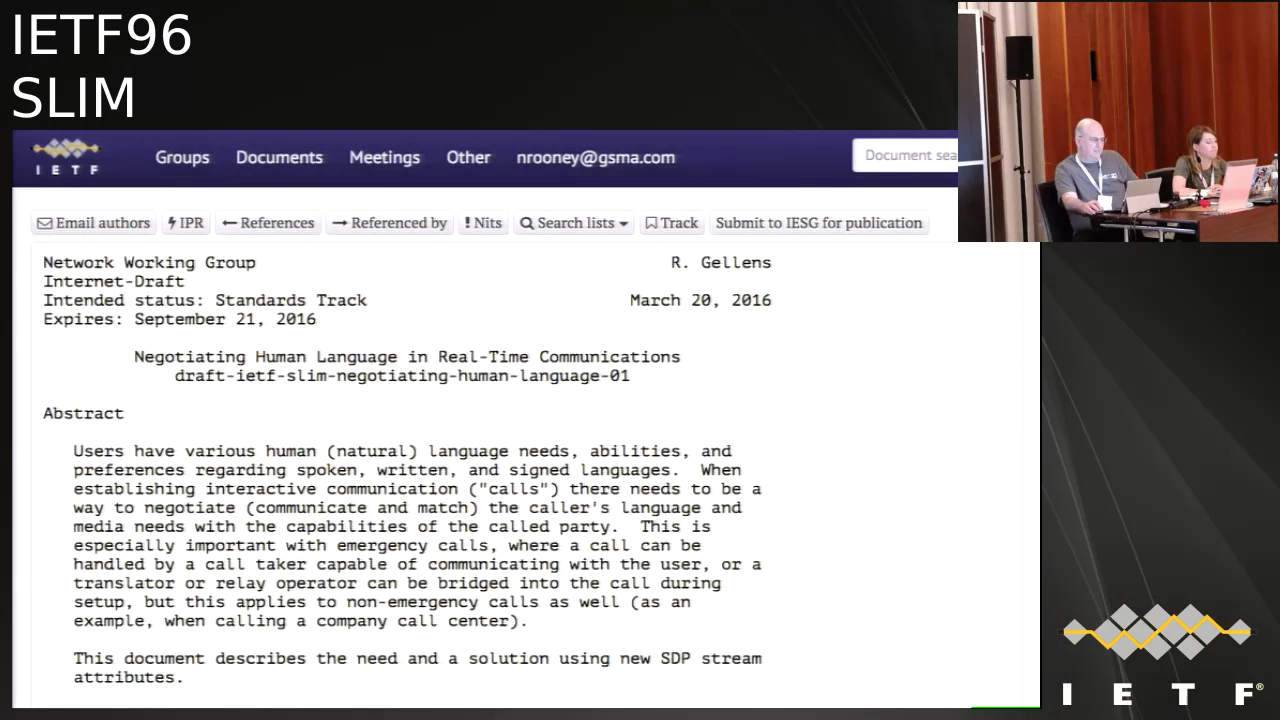 IETF96
SLIM
I E T F
Groups Documents Meetings Other nrooney@gsma.com Document sea
Email authors IPR References Referenced by ! Nits Search lists Track Submit to IESG for publication
Network Working Group R. Gellens
Internet-Draft
Intended status: Standards Track March 20, 2016
Expires: September 21, 2016
Negotiating Human Language in Real-Time Communications
draft-ietf-slim-negotiating-human-language-01
Abstract
Users have various human (natural) language needs, abilities, and
preferences regarding spoken, written, and signed languages. When
establishing interactive communication ("calls") there needs to be a
way to negotiate (communicate and match) the caller's language and
media needs with the capabilities of the called party. This is
especially important with emergency calls, where a call can be
handled by a call taker capable of communicating with the user, or a
translator or relay operator can be bridged into the call during
setup, but this applies to non-emergency calls as well (as an
example, when calling a company call center).
This document describes the need and a solution using new SDP stream
attributes.
I E T F®